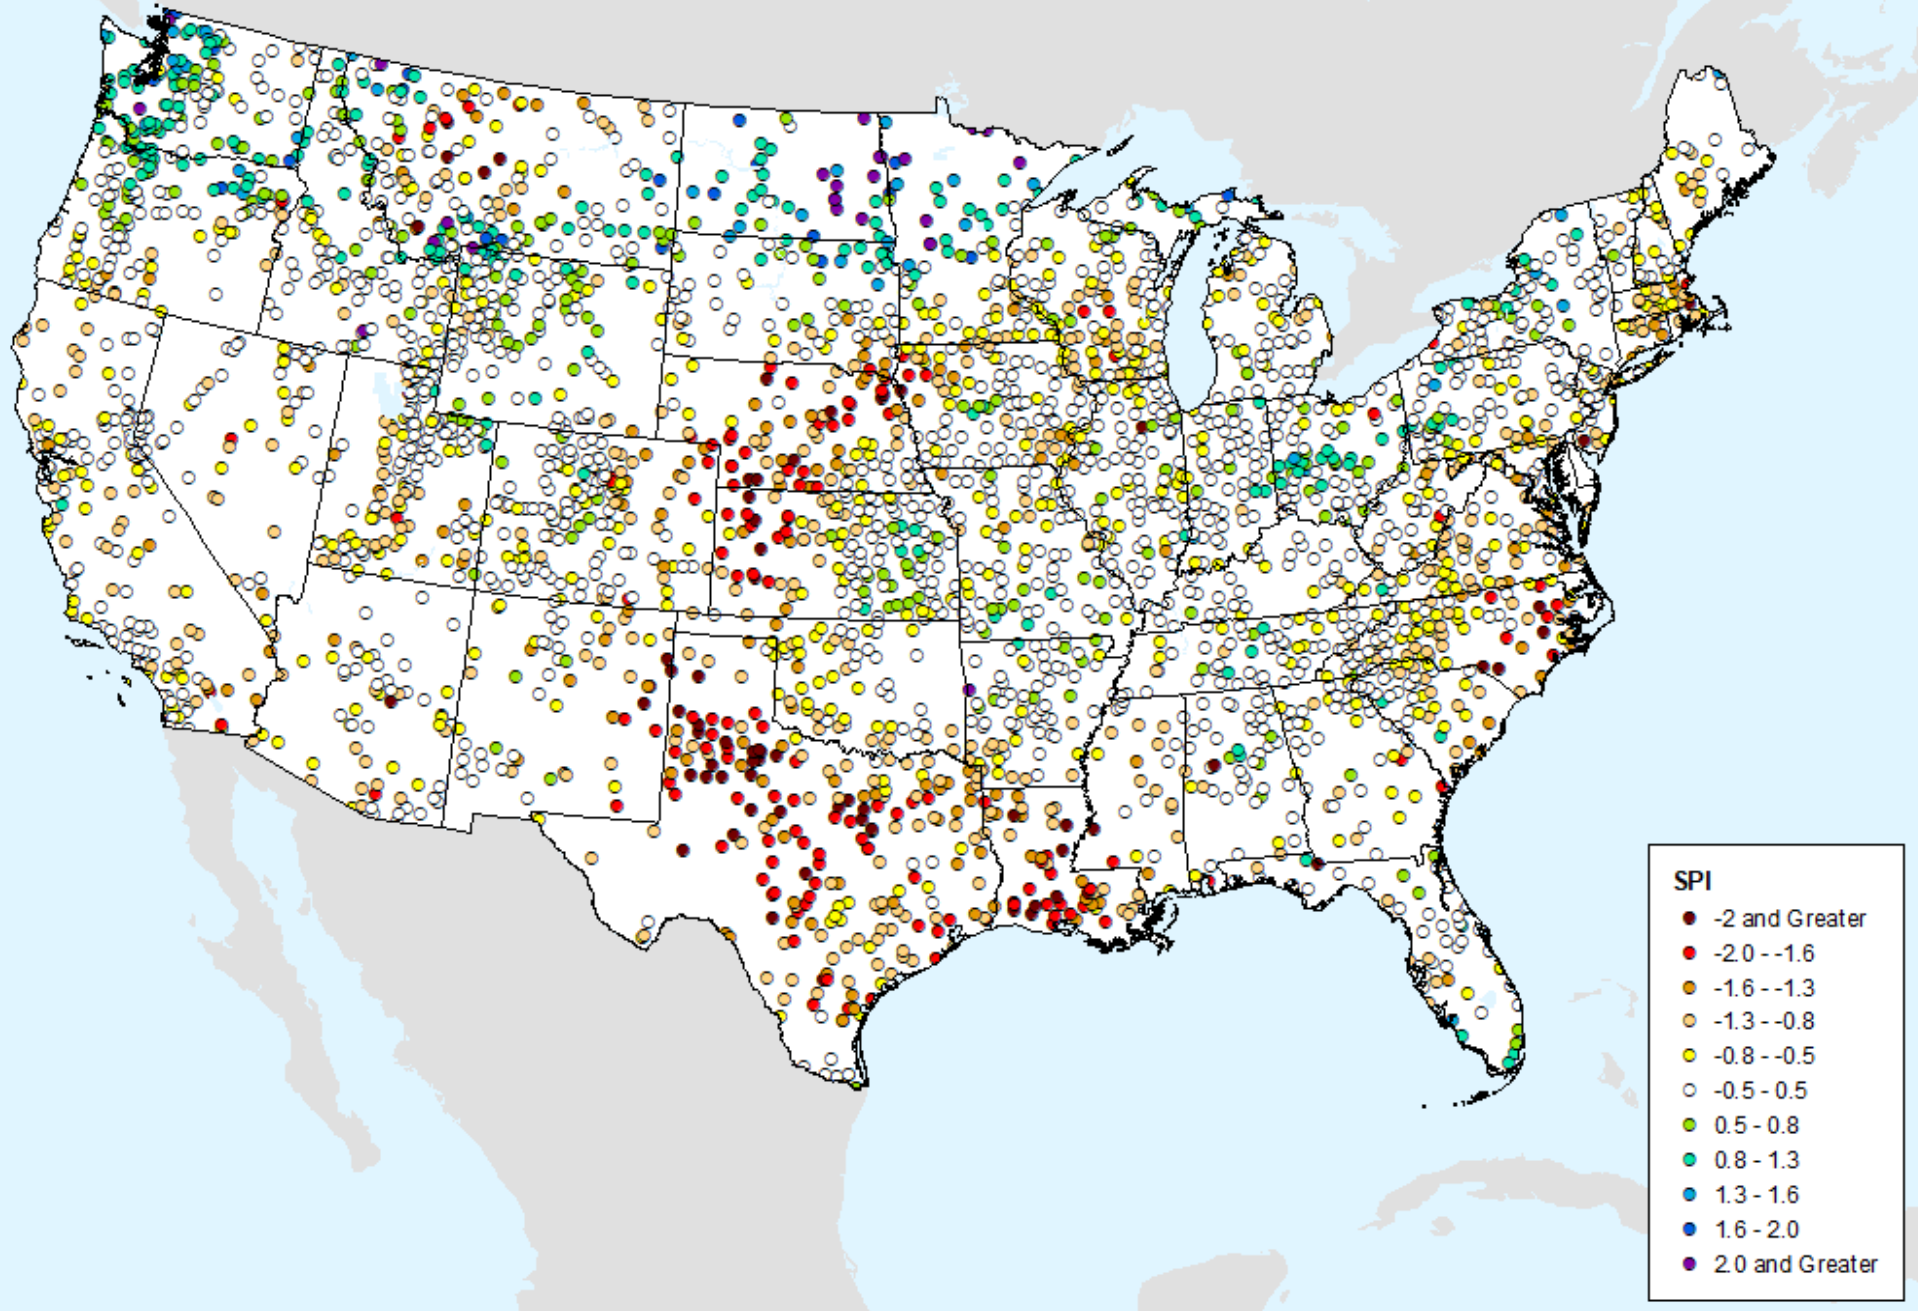 SPI
-2 and Greater
-2.0 - -1.6
-1.6 - -1.3
-1.3 - -0.8
-0.8 - -0.5
-0.5 - 0.5
0.5 - 0.8
0.8 - 1.3
1.3 - 1.6
1.6 - 2.0
2.0 and Greater